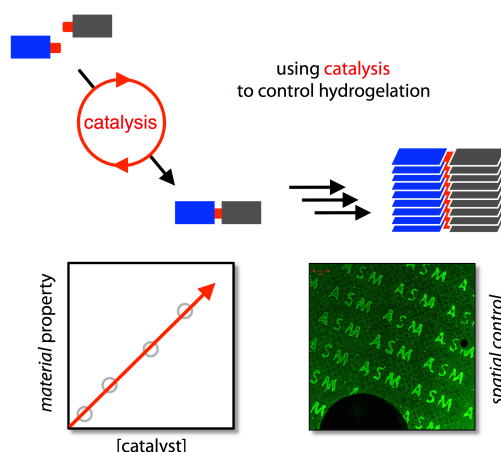 using catalysis
to control hydrogelation
catalysis
material property
[catalyst]
ASM ASM ASM
spatial control